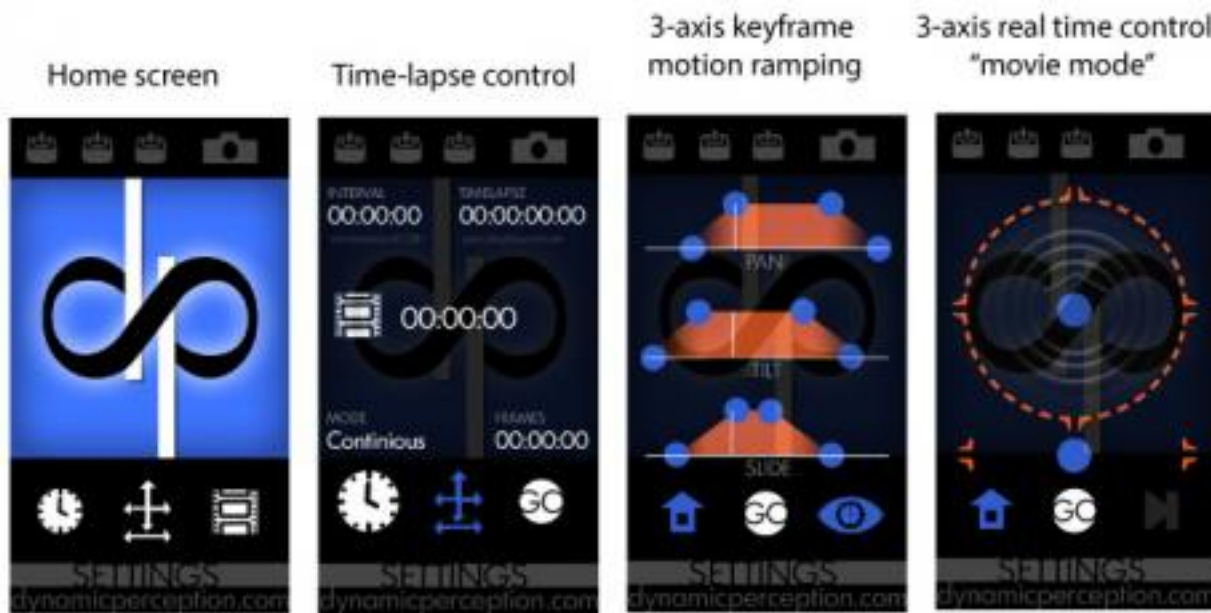 Home screen
Time-lapse control
3-axis keyframe
motion ramping
3-axis real time control
"movie mode"
INTERVAL
00:00:00
TIMELAPSE
00:00:00:00
00:00:00
MODE
Continious
FRAMES
00:00:00
GO
SETTINGS
dynamicperception.com
PAN
TILT
SLIDE
GO
SETTINGS
dynamicperception.com
GO
SETTINGS
dynamicperception.com
SETTINGS
dynamicperception.com